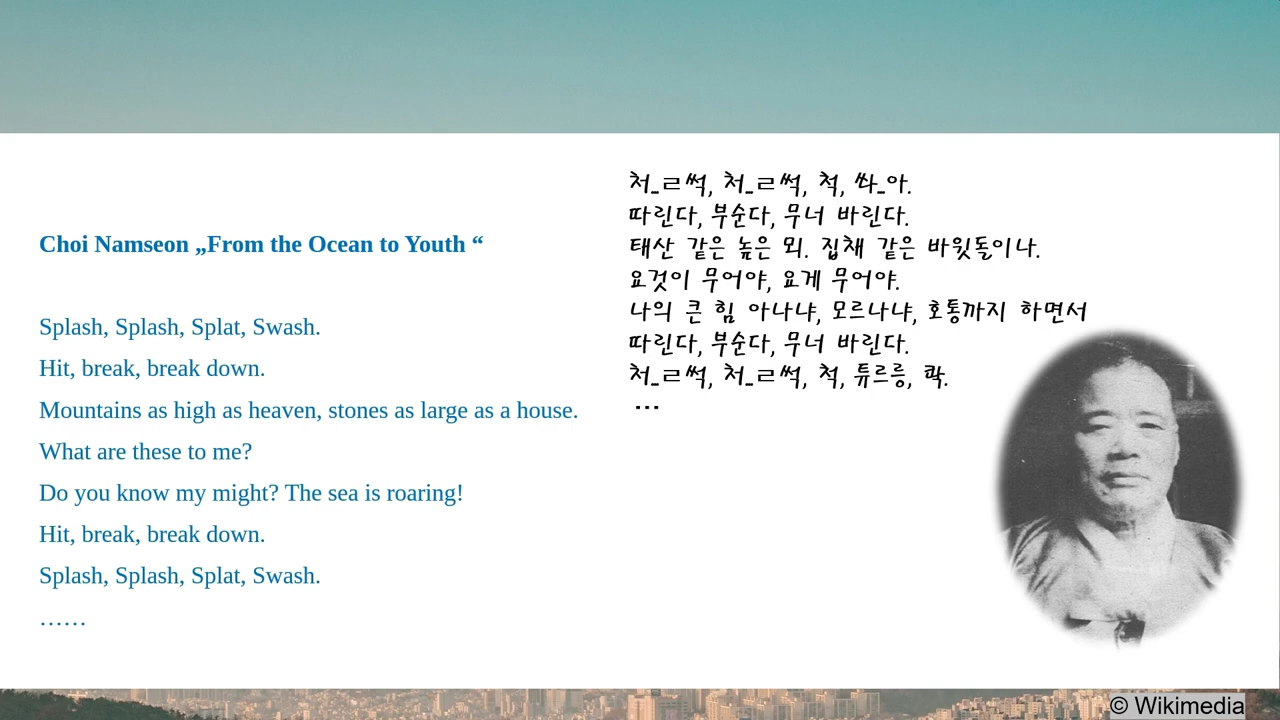 Choi Namseon „From the Ocean to Youth “
Splash, Splash, Splat, Swash.
Hit, break, break down.
Mountains as high as heaven, stones as large as a house.
What are these to me?
Do you know my might? The sea is roaring!
Hit, break, break down.
Splash, Splash, Splat, Swash.
……
처_ㄹ썩, 처_ㄹ썩, 척, 쏴_아.
따린다, 부순다, 무너 바린다.
태산 같은 높은 뫼. 집채 같은 바윗돌이나.
요것이 무어야, 요게 무어야.
나의 큰 힘 아나냐, 모르나냐, 호통까지 하면서
따린다, 부순다, 무너 바린다.
처_ㄹ썩, 처_ㄹ썩, 척, 튜르릉, 콱.
...
© Wikimedia